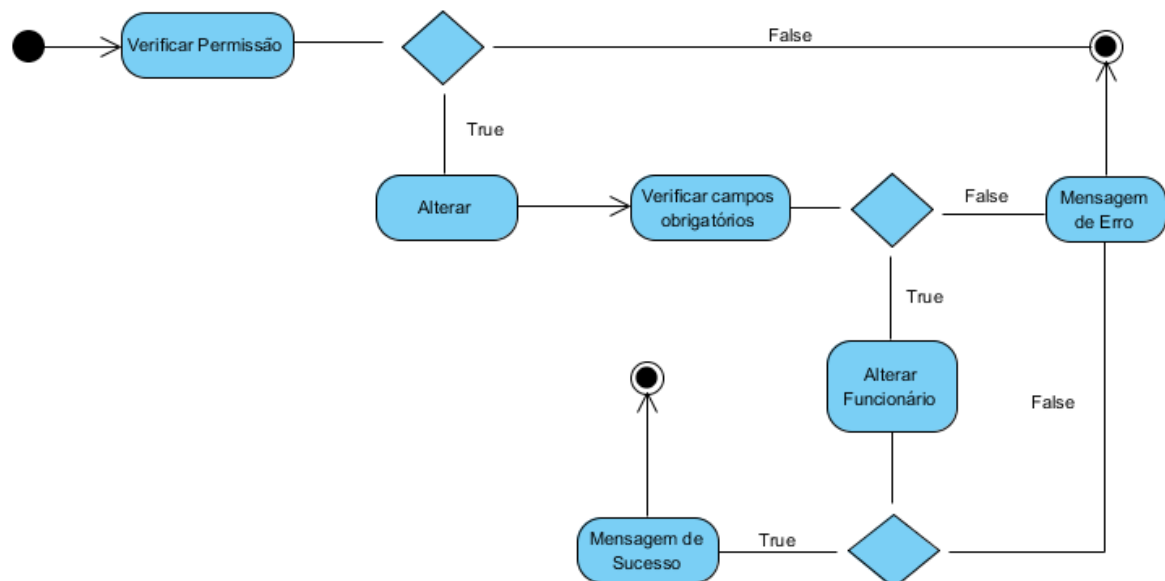 Verificar Permissão
False
True
Alterar
Verificar campos
obrigatórios
False
Mensagem
de Erro
True
Alterar
Funcionário
False
Mensagem de
Sucesso
True